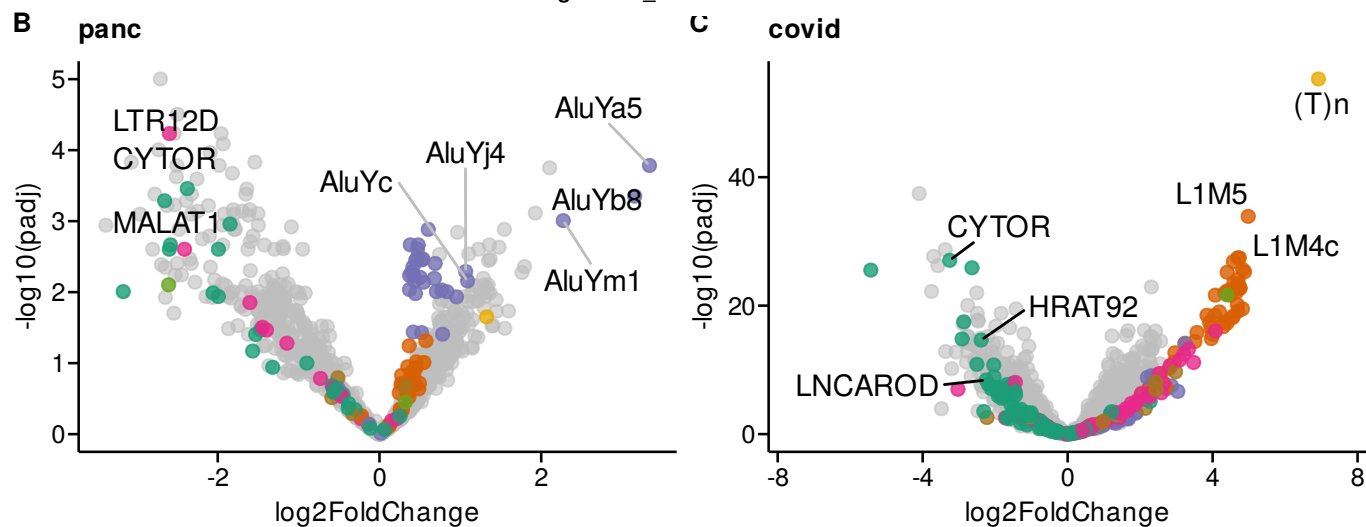 B panc
5
4
3
2
1
0
-log10(padj)
LTR12D
CYTOR
MALAT1
AluYa5
AluYj4
AluYc
AluYb8
AluYm1
-2 0 2
log2FoldChange
C covid
40
20
0
-log10(padj)
(T)n
L1M5
CYTOR
L1M4c
HRAT92
LNCAROD
-8 -4 0 4 8
log2FoldChange